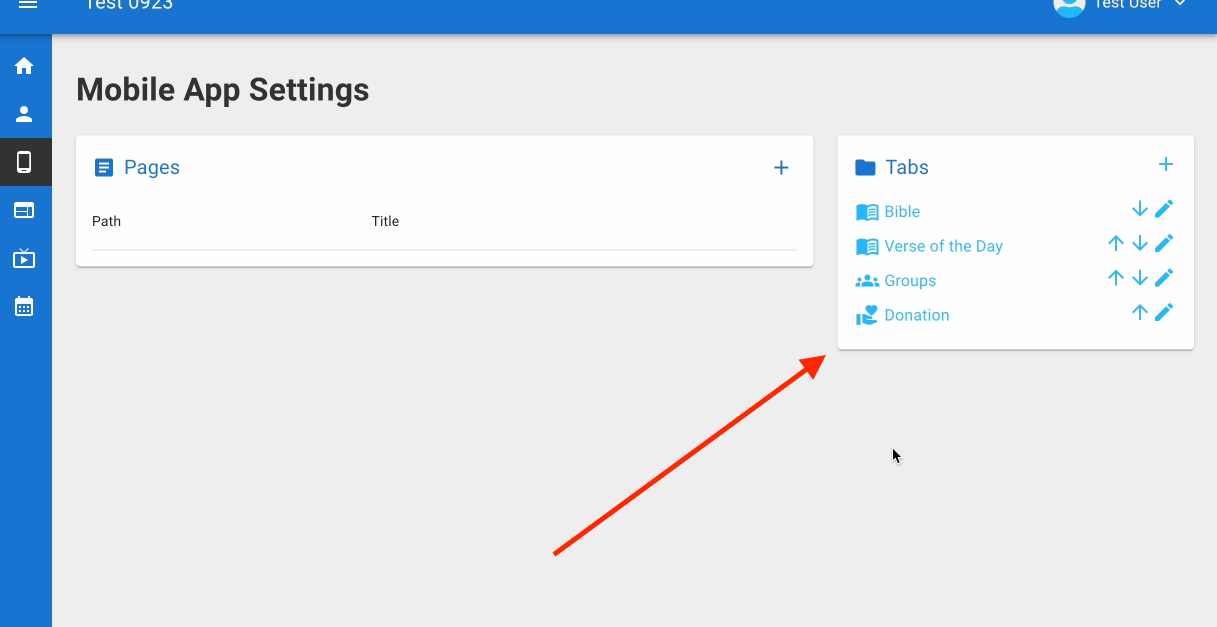 Test 0923
Test User
Mobile App Settings
Pages
Path Title
Tabs
Bible
Verse of the Day
Groups
Donation